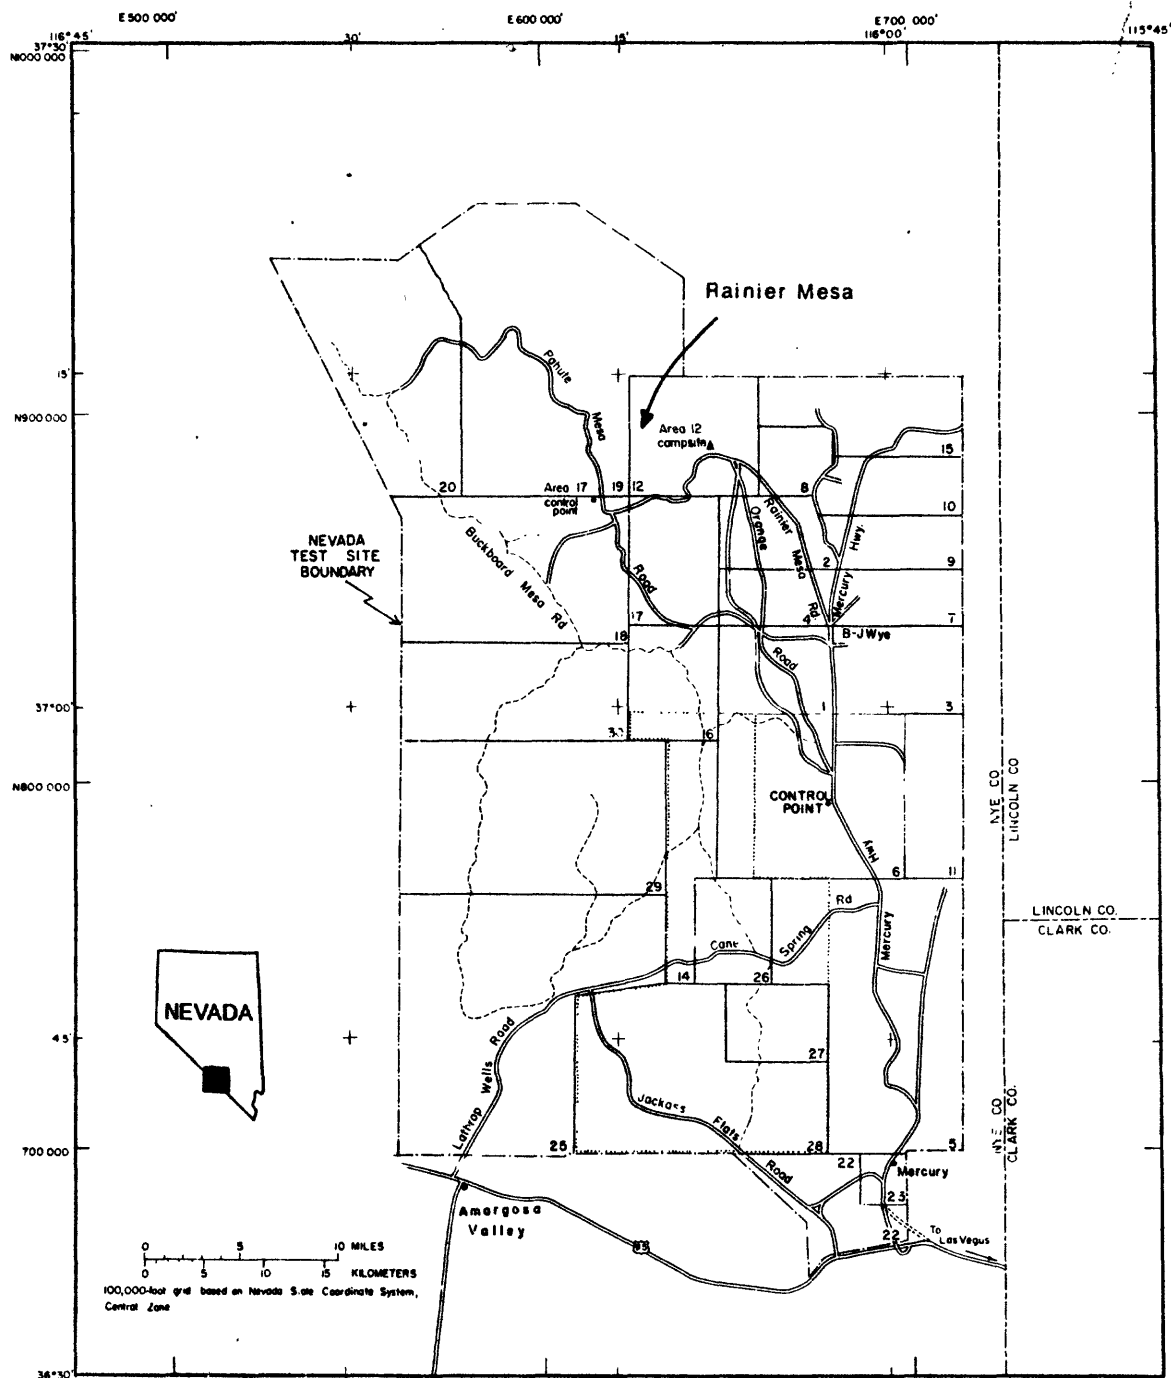 E 500 000'
E 600 000'
E 700 000'
116°45'
30'
15'
116°00'
115°45'
37°30'
N1000 000
Rainier Mesa
15'
N900 000
Pahute
Mesa
Area 12
campsite
15
20
Area 17
control
point
19
12
8
10
Buckboard Mesa Rd
NEVADA
TEST SITE
BOUNDARY
Orange
Rainier Mesa Rd
2
Mercury Hwy.
9
Road
17
4
7
18
B-J Wye
Road
37°00'
1
3
30
16
N800 000
CONTROL
POINT
NYE CO
LINCOLN CO
Hwy
6
11
29
Rd
LINCOLN CO.
CLARK CO.
Cane
Spring
Mercury
14
26
NEVADA
45'
Lathrop Wells Road
27
Jackass
Flats
Road
NYE CO
CLARK CO.
700 000
25
28
5
22
Mercury
23
Amargosa
Valley
22
To
Las Vegus
95
0 5 10 MILES
0 5 10 15 KILOMETERS
100,000-foot grid based on Nevada State Coordinate System,
Central Zone
36°30'